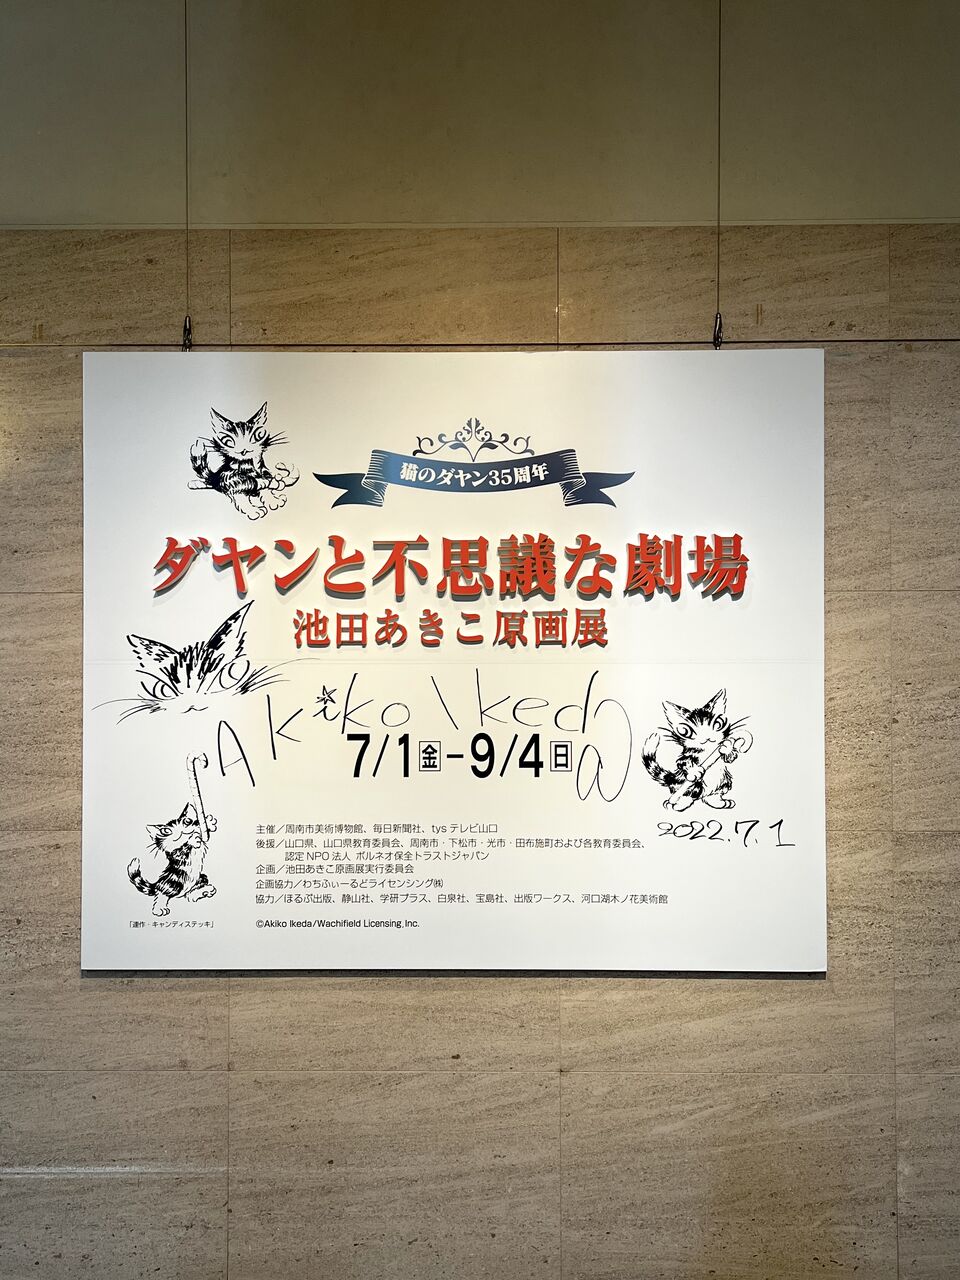 猫のダヤン35周年
ダヤンと不思議な劇場
池田あきこ原画展
Akiko Ikeda
7/1金-9/4日
2022.7.1
主催／周南市美術博物館、毎日新聞社、tysテレビ山口
後援／山口県、山口県教育委員会、周南市・下松市・光市・田布施町および各教育委員会、
認定NPO法人 ボルネオ保全トラストジャパン
企画／池田あきこ原画展実行委員会
企画協力／わちふぃーるどライセンシング㈱
協力／ほるぷ出版、静山社、学研プラス、白泉社、宝島社、出版ワークス、河口湖木ノ花美術館
「連作・キャンディステッキ」
©Akiko Ikeda/Wachifield Licensing,Inc.